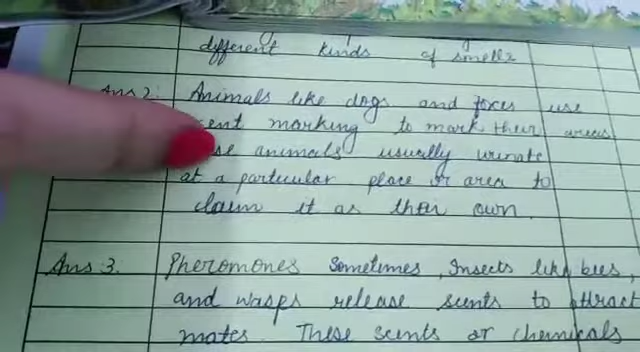 different kinds of smells
Ans 2. Animals like dogs and foxes use
marking to mark their areas
animals usually urinate
at a particular place or area to
claim it as their own.
Ans:3. Pheromones Sometimes, Insects like bees,
and wasps release scents to attract
mates. These scents or chemicals